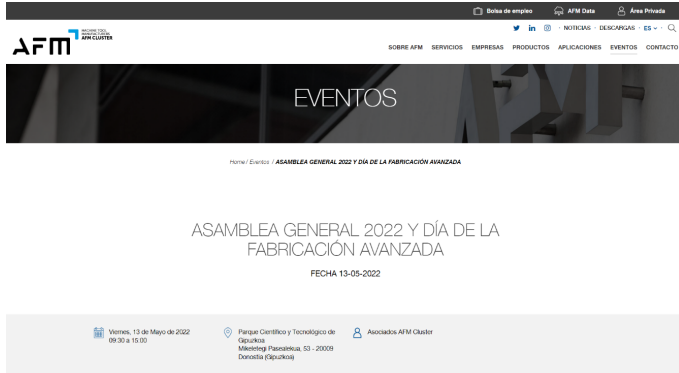 Bolsa de empleo AFM Data Área Privada
MACHINE TOOL
MANUFACTURERS
AFM CLUSTER
AFM
· NOTICIAS · DESCARGAS · ES
SOBRE AFM SERVICIOS EMPRESAS PRODUCTOS APLICACIONES EVENTOS CONTACTO
EVENTOS
Home / Eventos / ASAMBLEA GENERAL 2022 Y DÍA DE LA FABRICACIÓN AVANZADA
ASAMBLEA GENERAL 2022 Y DÍA DE LA
FABRICACIÓN AVANZADA
FECHA 13-05-2022
Viernes, 13 de Mayo de 2022
09:30 a 15:00
Parque Científico y Tecnológico de
Gipuzkoa
Mikeletegi Pasealekua, 53 - 20009
Donostia (Gipuzkoa)
Asociados AFM Cluster